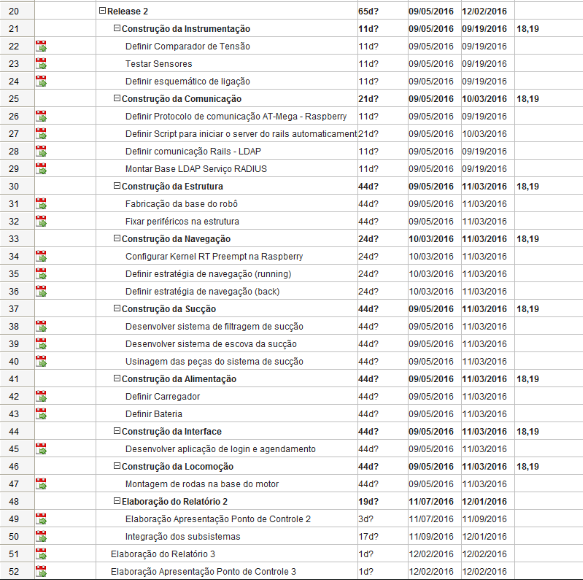 20 Release 2 65d? 09/05/2016 12/02/2016
21 Construção da Instrumentação 11d? 09/05/2016 09/19/2016 18,19
22 Definir Comparador de Tensão 11d? 09/05/2016 09/19/2016
23 Testar Sensores 11d? 09/05/2016 09/19/2016
24 Definir esquemático de ligação 11d? 09/05/2016 09/19/2016
25 Construção da Comunicação 21d? 09/05/2016 10/03/2016 18,19
26 Definir Protocolo de comunicação AT-Mega - Raspberry 11d? 09/05/2016 09/19/2016
27 Definir Script para iniciar o server do rails automaticament 21d? 09/05/2016 10/03/2016
28 Definir comunicação Rails - LDAP 11d? 09/05/2016 09/19/2016
29 Montar Base LDAP Serviço RADIUS 11d? 09/05/2016 09/19/2016
30 Construção da Estrutura 44d? 09/05/2016 11/03/2016 18,19
31 Fabricação da base do robô 44d? 09/05/2016 11/03/2016
32 Fixar periféricos na estrutura 44d? 09/05/2016 11/03/2016
33 Construção da Navegação 24d? 10/03/2016 11/03/2016 18,19
34 Configurar Kernel RT Preempt na Raspberry 24d? 10/03/2016 11/03/2016
35 Definir estratégia de navegação (running) 24d? 10/03/2016 11/03/2016
36 Definir estratégia de navegação (back) 24d? 10/03/2016 11/03/2016
37 Construção da Sucção 44d? 09/05/2016 11/03/2016 18,19
38 Desenvolver sistema de filtragem de sucção 44d? 09/05/2016 11/03/2016
39 Desenvolver sistema de escova da sucção 44d? 09/05/2016 11/03/2016
40 Usinagem das peças do sistema de sucção 44d? 09/05/2016 11/03/2016
41 Construção da Alimentação 44d? 09/05/2016 11/03/2016 18,19
42 Definir Carregador 44d? 09/05/2016 11/03/2016
43 Definir Bateria 44d? 09/05/2016 11/03/2016
44 Construção da Interface 44d? 09/05/2016 11/03/2016 18,19
45 Desenvolver aplicação de login e agendamento 44d? 09/05/2016 11/03/2016
46 Construção da Locomoção 44d? 09/05/2016 11/03/2016 18,19
47 Montagem de rodas na base do motor 44d? 09/05/2016 11/03/2016
48 Elaboração do Relatório 2 19d? 11/07/2016 12/01/2016
49 Elaboração Apresentação Ponto de Controle 2 3d? 11/07/2016 11/09/2016
50 Integração dos subsistemas 17d? 11/09/2016 12/01/2016
51 Elaboração do Relatório 3 1d? 12/02/2016 12/02/2016
52 Elaboração Apresentação Ponto de Controle 3 1d? 12/02/2016 12/02/2016